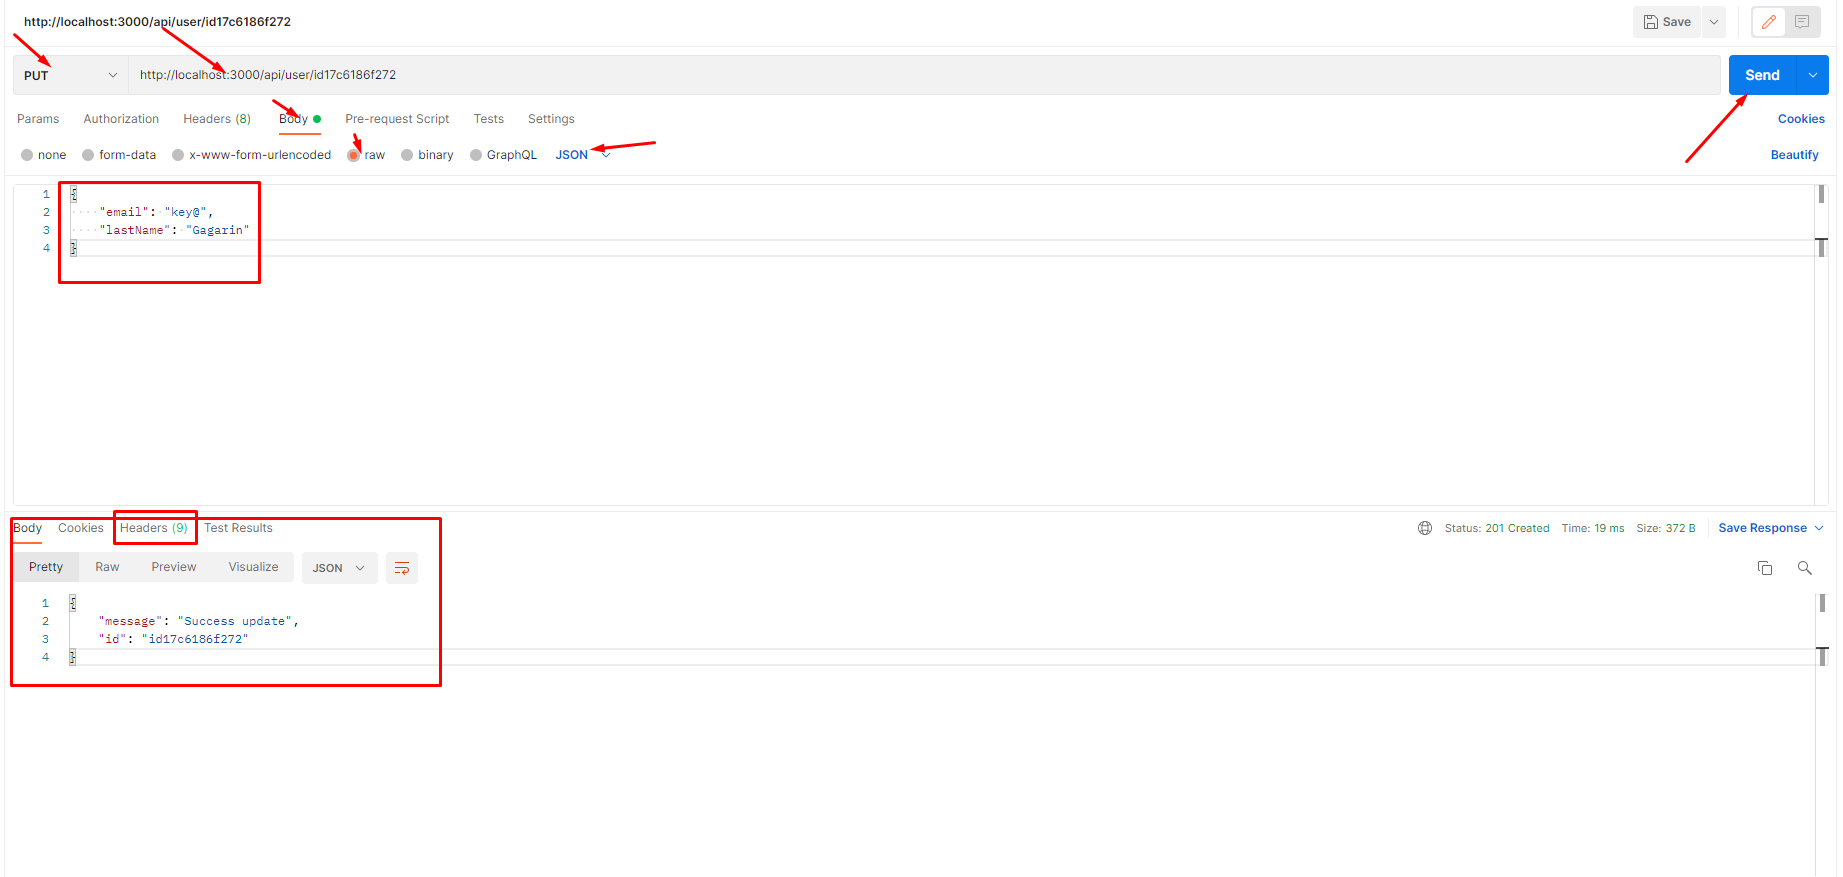 http://localhost:3000/api/user/id17c6186f272
Save
PUT
http://localhost:3000/api/user/id17c6186f272
Send
Params Authorization Headers (8) Body Pre-request Script Tests Settings Cookies
none form-data x-www-form-urlencoded raw binary GraphQL JSON Beautify
1 {
2 "email": "key@",
3 "lastName": "Gagarin"
4 }
Body Cookies Headers (9) Test Results Status: 201 Created Time: 19 ms Size: 372 B Save Response
Pretty Raw Preview Visualize JSON
1 {
2 "message": "Success update",
3 "id": "id17c6186f272"
4 }